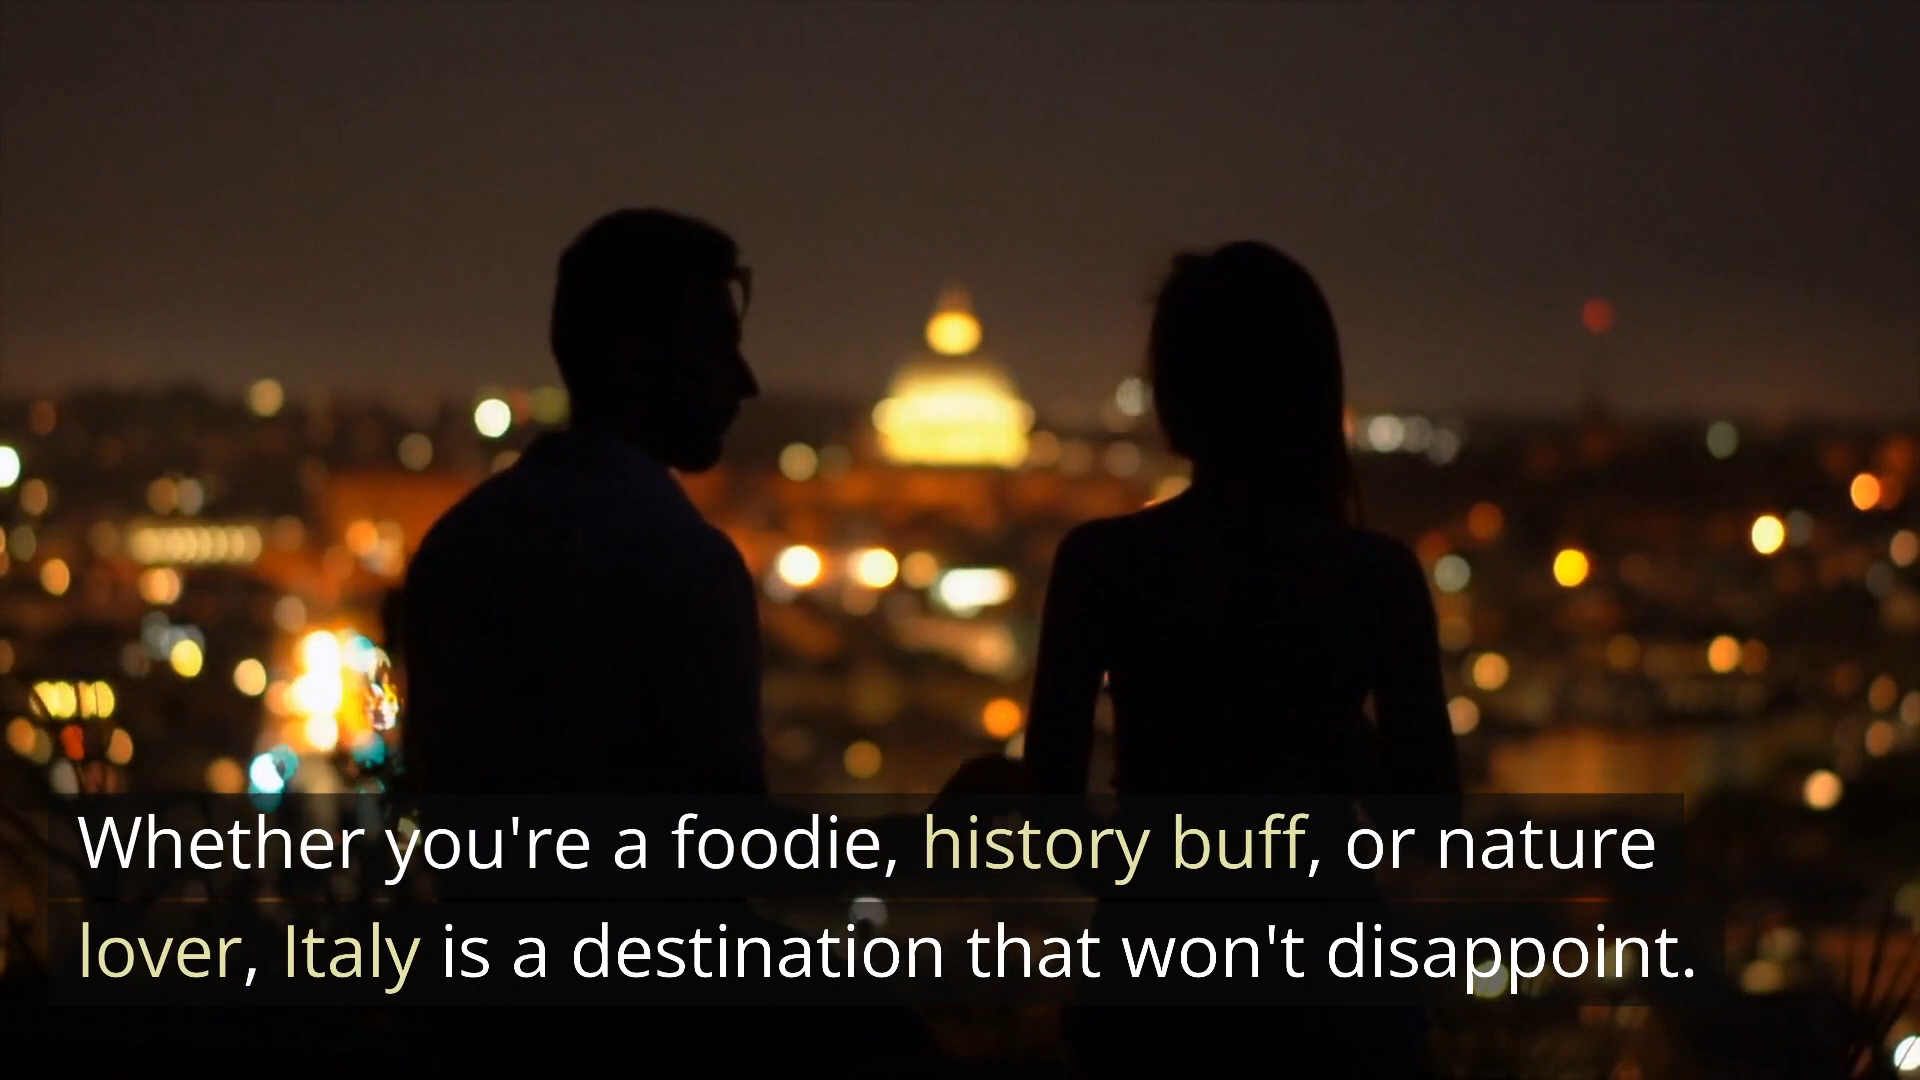 Whether you're a foodie, history buff, or nature
lover, Italy is a destination that won't disappoint.